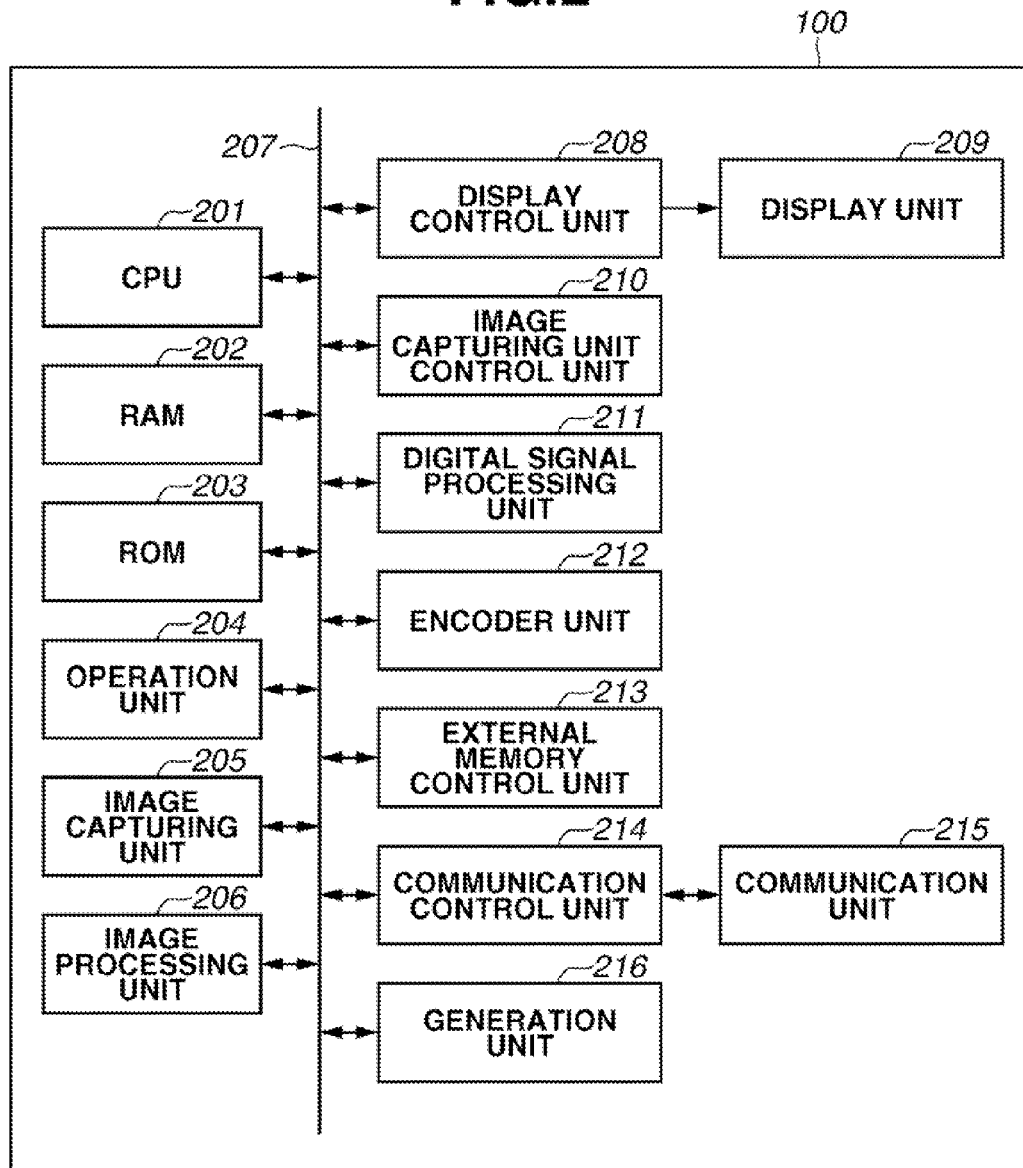 100
207
208
DISPLAY
CONTROL UNIT
209
DISPLAY UNIT
201
CPU
210
IMAGE
CAPTURING UNIT
CONTROL UNIT
202
RAM
211
DIGITAL SIGNAL
PROCESSING
UNIT
203
ROM
212
ENCODER UNIT
204
OPERATION
UNIT
213
EXTERNAL
MEMORY
CONTROL UNIT
205
IMAGE
CAPTURING
UNIT
214
COMMUNICATION
CONTROL UNIT
215
COMMUNICATION
UNIT
206
IMAGE
PROCESSING
UNIT
216
GENERATION
UNIT